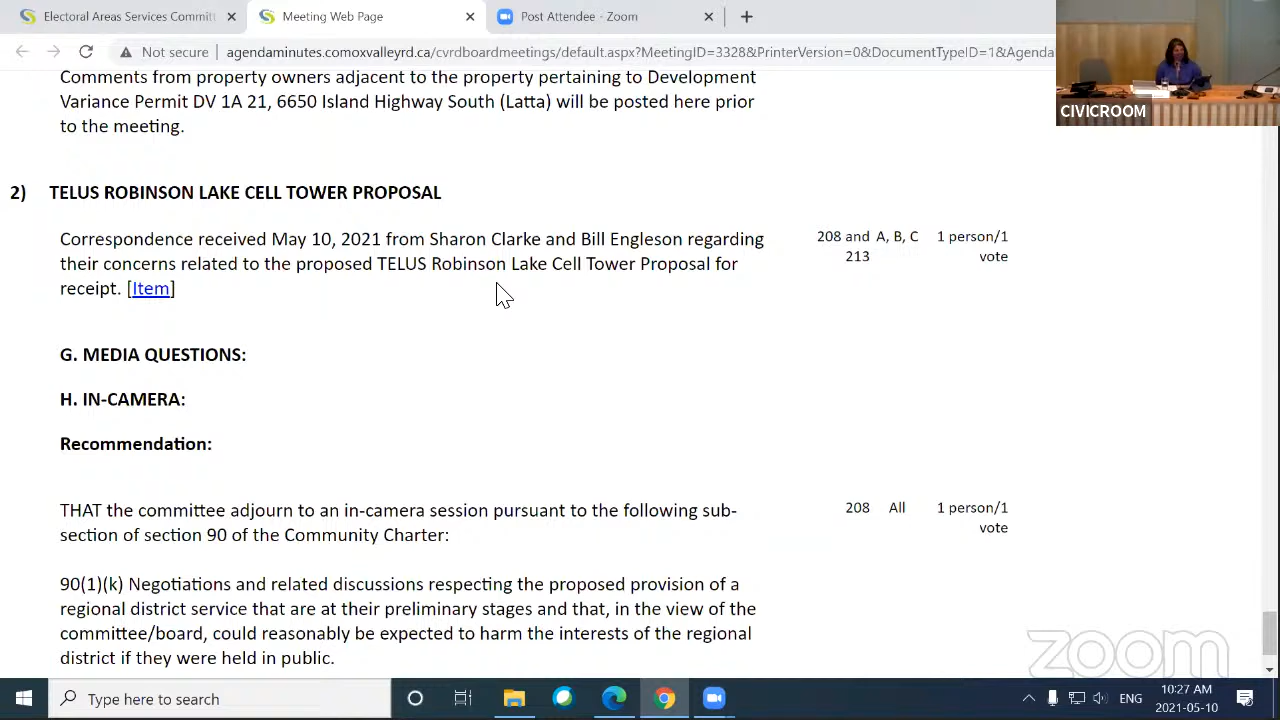 Electoral Areas Services Committ
Meeting Web Page
Post Attendee - Zoom
Not secure
agendaminutes.comoxvalleyrd.ca/cvrdboardmeetings/default.aspx?MeetingID=3328&PrinterVersion=0&DocumentTypeID=1&Agenda
CIVICROOM
Comments from property owners adjacent to the property pertaining to Development
Variance Permit DV 1A 21, 6650 Island Highway South (Latta) will be posted here prior
to the meeting.
2) TELUS ROBINSON LAKE CELL TOWER PROPOSAL
Correspondence received May 10, 2021 from Sharon Clarke and Bill Engleson regarding
their concerns related to the proposed TELUS Robinson Lake Cell Tower Proposal for
receipt. [Item]
208 and A, B, C 1 person/1
213 vote
G. MEDIA QUESTIONS:
H. IN-CAMERA:
Recommendation:
THAT the committee adjourn to an in-camera session pursuant to the following sub-
section of section 90 of the Community Charter:
208 All 1 person/1
vote
90(1)(k) Negotiations and related discussions respecting the proposed provision of a
regional district service that are at their preliminary stages and that, in the view of the
committee/board, could reasonably be expected to harm the interests of the regional
district if they were held in public.
zoom
Type here to search
ENG
10:27 AM
2021-05-10